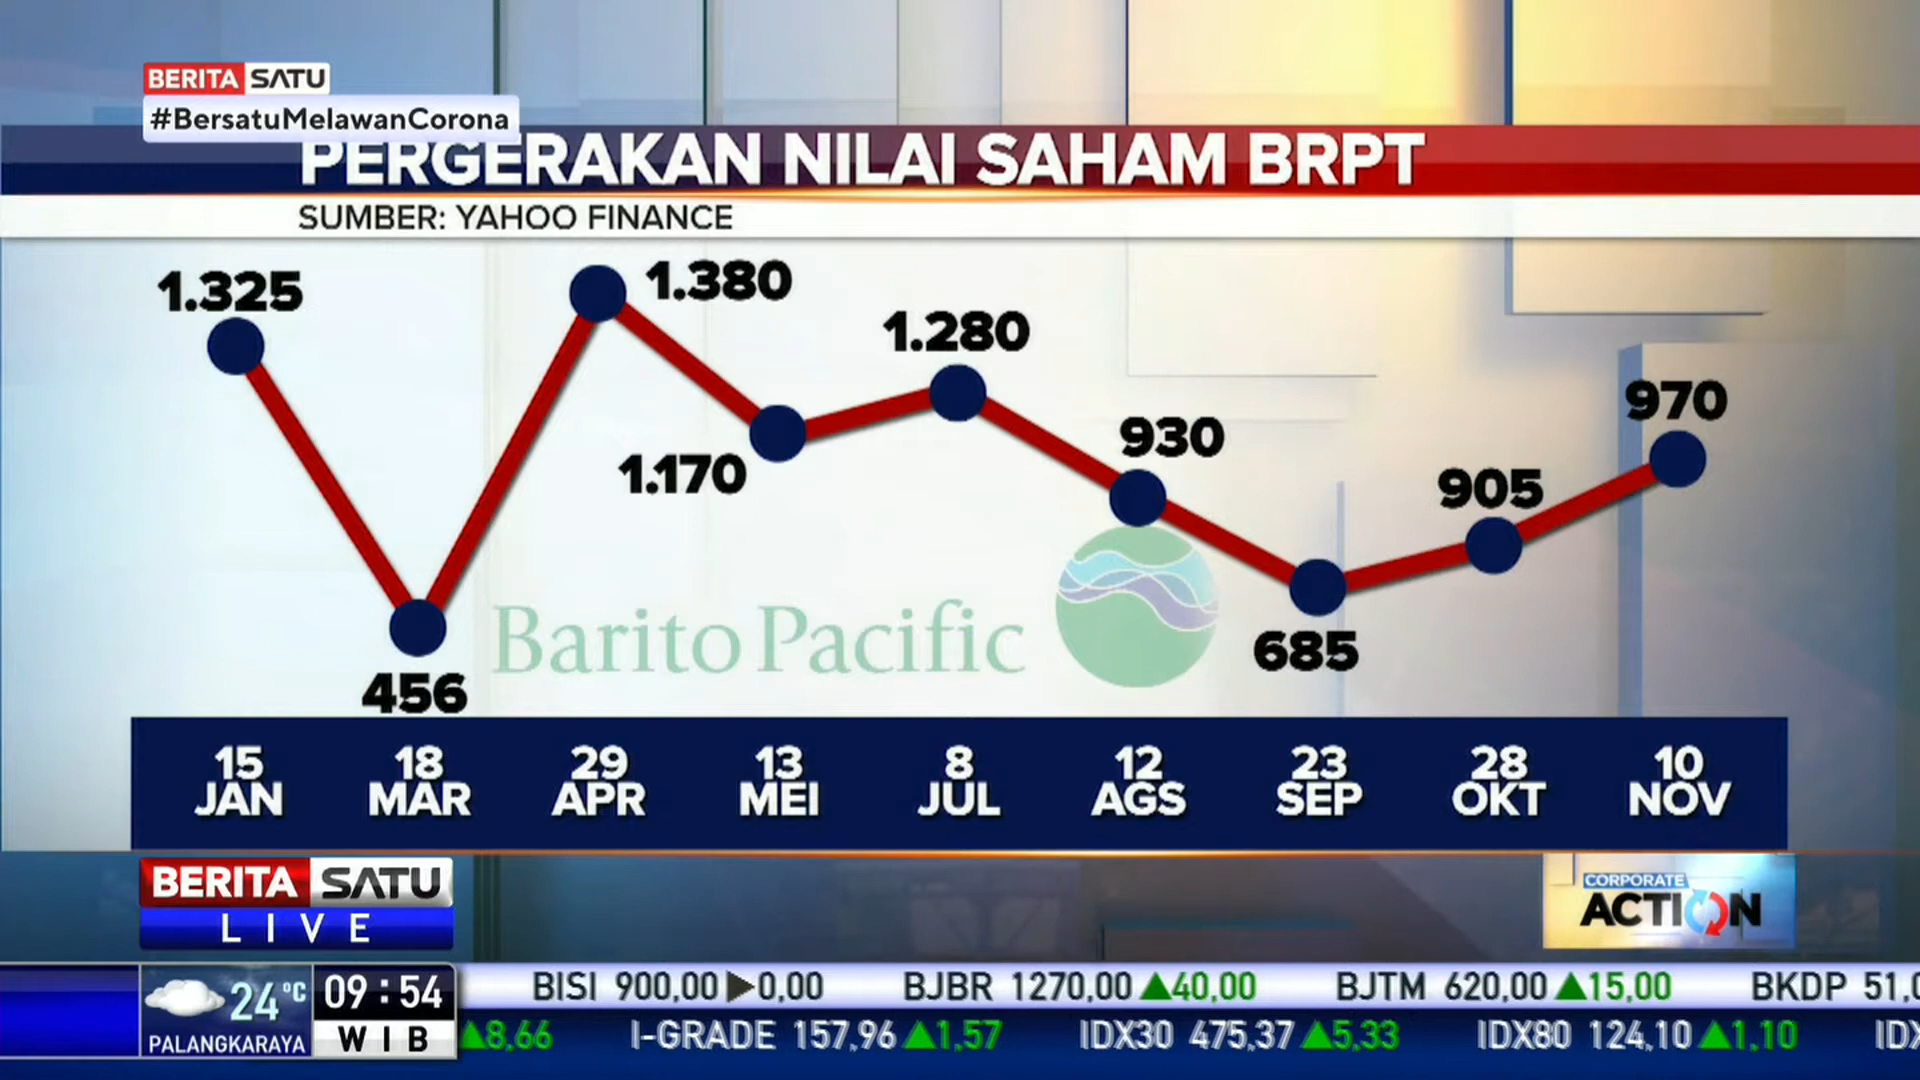 BERITA SATU
#BersatuMelawanCorona
PERGERAKAN NILAI SAHAM BRPT
SUMBER: YAHOO FINANCE
1.325
456
1.380
1.170
1.280
930
685
905
970
Barito Pacific
15 JAN
18 MAR
29 APR
13 MEI
8 JUL
12 AGS
23 SEP
28 OKT
10 NOV
BERITA SATU
LIVE
CORPORATE
ACTION
24°C
PALANGKARAYA
09:54
WIB
BISI 900,00 ▶0,00 BJBR 1270,00 ▲40,00 BJTM 620,00 ▲15,00 BKDP 51,0
▲8,66 I-GRADE 157,96 ▲1,57 IDX30 475,37 ▲5,33 IDX80 124,10 ▲1,10 IDX